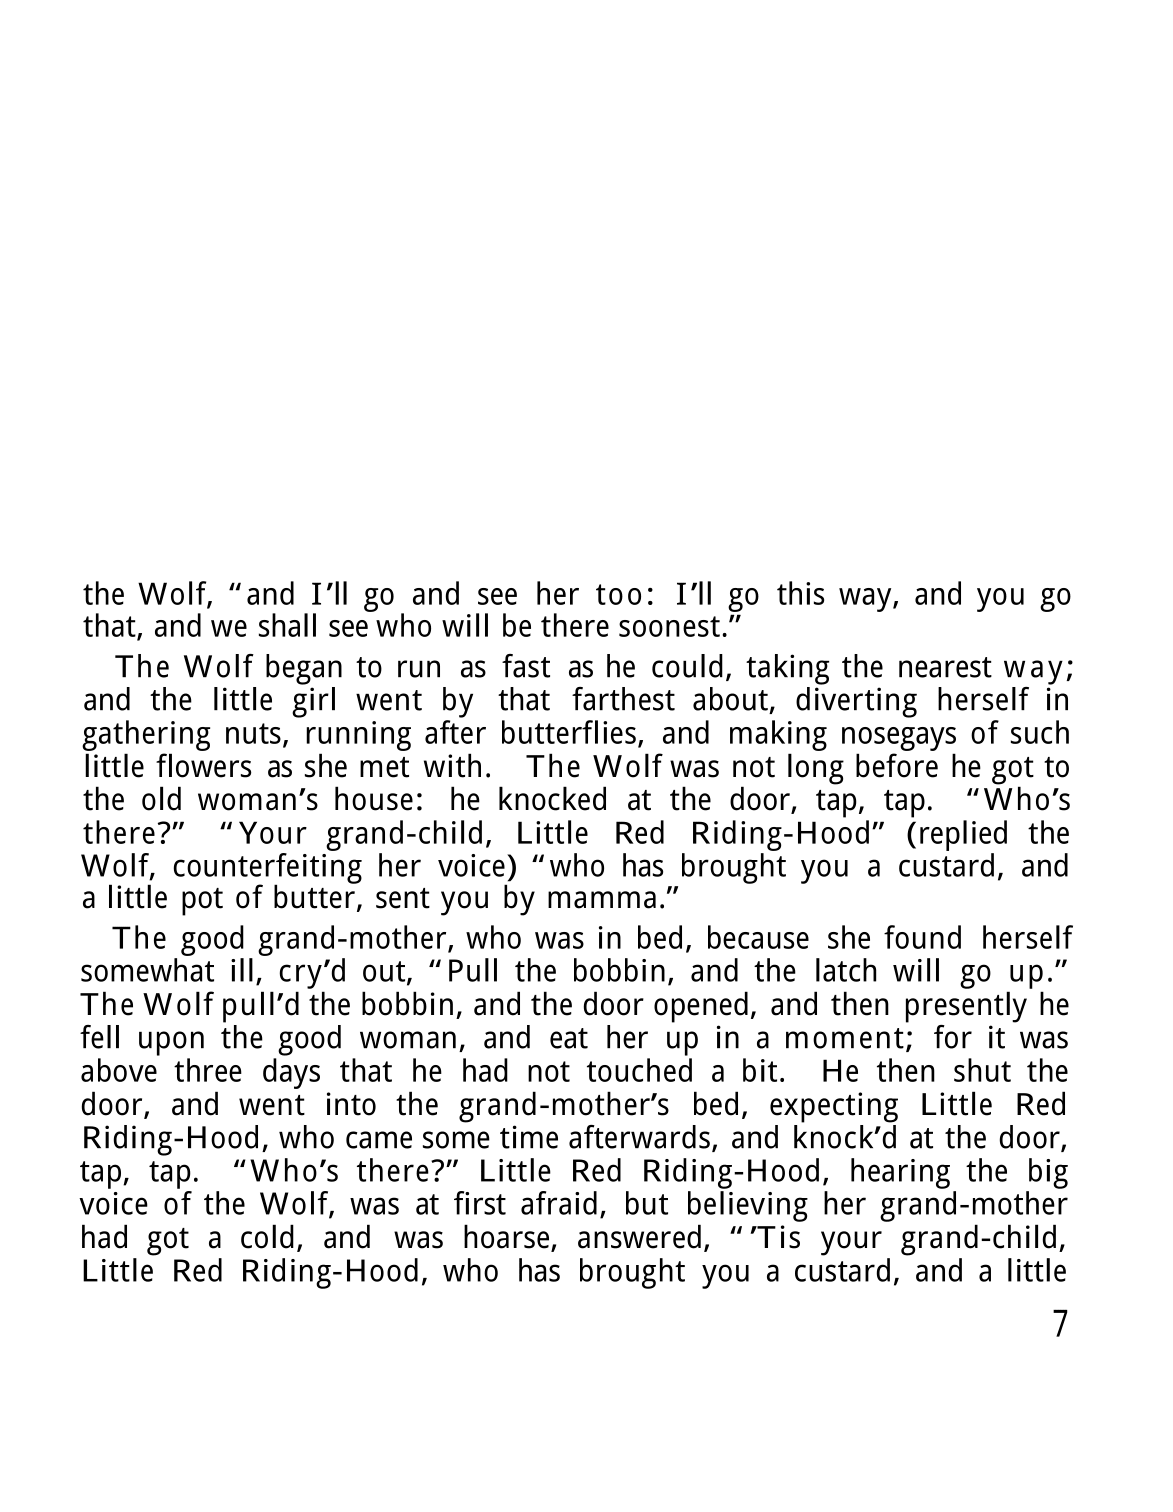 the Wolf, “and I’ll go and see her too: I’ll go this way, and you go
that, and we shall see who will be there soonest.”
The Wolf began to run as fast as he could, taking the nearest way;
and the little girl went by that farthest about, diverting herself in
gathering nuts, running after butterflies, and making nosegays of such
little flowers as she met with. The Wolf was not long before he got to
the old woman’s house: he knocked at the door, tap, tap. “Who’s
there?” “Your grand-child, Little Red Riding-Hood” (replied the
Wolf, counterfeiting her voice) “who has brought you a custard, and
a little pot of butter, sent you by mamma.”
The good grand-mother, who was in bed, because she found herself
somewhat ill, cry’d out, “Pull the bobbin, and the latch will go up.”
The Wolf pull’d the bobbin, and the door opened, and then presently he
fell upon the good woman, and eat her up in a moment; for it was
above three days that he had not touched a bit. He then shut the
door, and went into the grand-mother’s bed, expecting Little Red
Riding-Hood, who came some time afterwards, and knock’d at the door,
tap, tap. “Who’s there?” Little Red Riding-Hood, hearing the big
voice of the Wolf, was at first afraid, but believing her grand-mother
had got a cold, and was hoarse, answered, “ ’Tis your grand-child,
Little Red Riding-Hood, who has brought you a custard, and a little
7